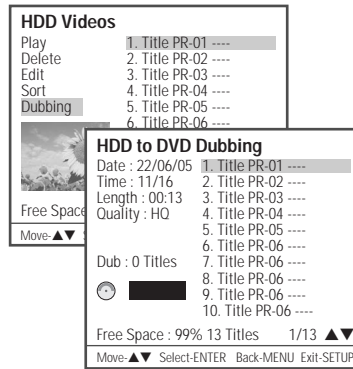 HDD Videos
Play 1. Title PR-01 ----
Delete 2. Title PR-02 ----
Edit 3. Title PR-03 ----
Sort 4. Title PR-04 ----
Dubbing 5. Title PR-05 ----
6. Title PR-06 ----
Free Space
Move-▲▼
HDD to DVD Dubbing
Date : 22/06/05 1. Title PR-01 ----
Time : 11/16 2. Title PR-02 ----
Length : 00:13 3. Title PR-03 ----
Quality : HQ 4. Title PR-04 ----
5. Title PR-05 ----
6. Title PR-06 ----
Dub : 0 Titles 7. Title PR-06 ----
8. Title PR-06 ----
9. Title PR-06 ----
10. Title PR-06 ----
Free Space : 99% 13 Titles 1/13 ▲▼
Move-▲▼ Select-ENTER Back-MENU Exit-SETUP